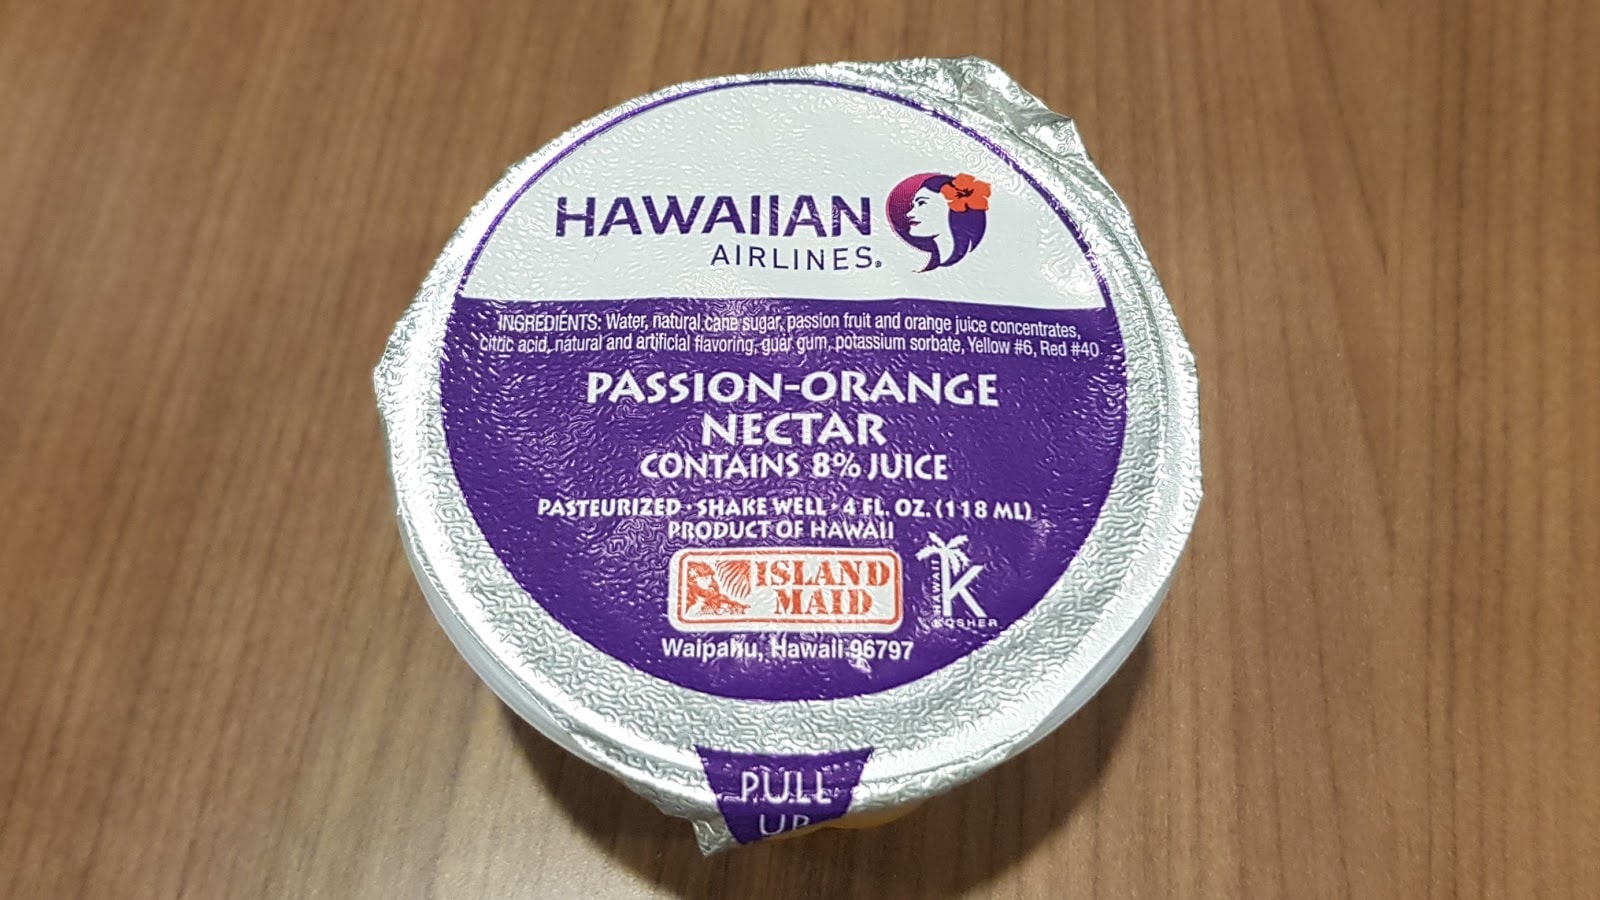 HAWAIIAN
AIRLINES®
INGREDIENTS: Water, natural cane sugar, passion fruit and orange juice concentrates,
citric acid, natural and artificial flavoring, guar gum, potassium sorbate, Yellow #6, Red #40
PASSION-ORANGE
NECTAR
CONTAINS 8% JUICE
PASTEURIZED · SHAKE WELL · 4 FL. OZ. (118 ML)
PRODUCT OF HAWAII
ISLAND
MAID
HAWAII
K
KOSHER
Waipahu, Hawaii 96797
PULL
UP